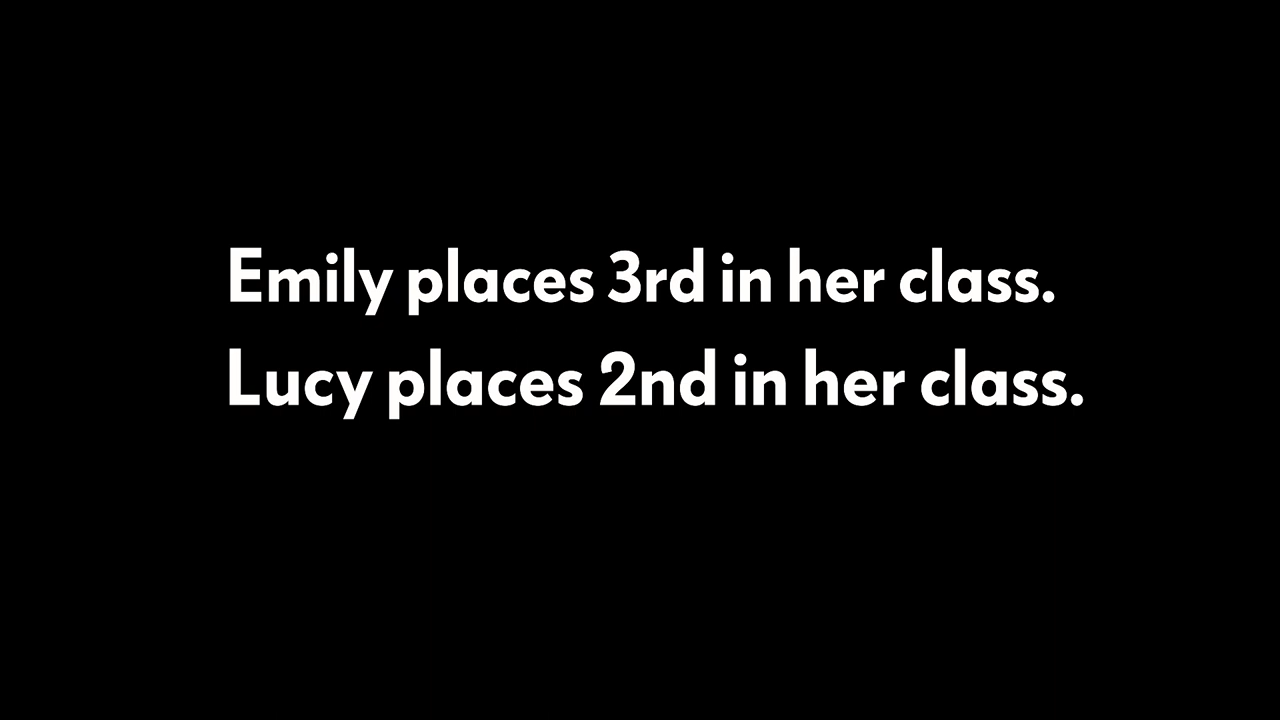 Emily places 3rd in her class.
Lucy places 2nd in her class.